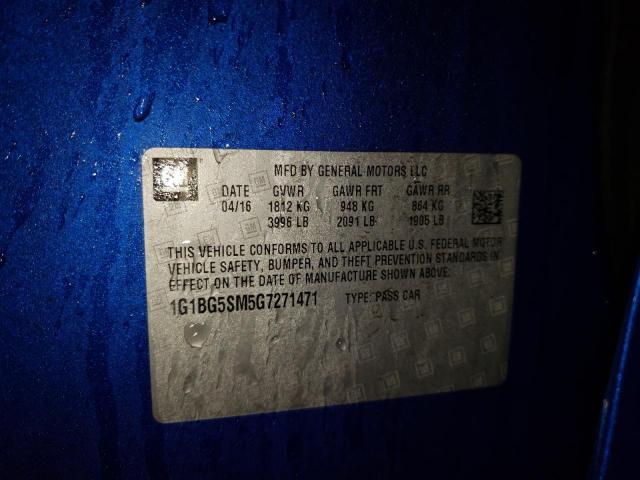 GM
MFD BY GENERAL MOTORS LLC
DATE GVWR GAWR FRT GAWR RR
04/16 1812 KG 948 KG 864 KG
3996 LB 2091 LB 1905 LB
THIS VEHICLE CONFORMS TO ALL APPLICABLE U.S. FEDERAL MOTOR
VEHICLE SAFETY, BUMPER, AND THEFT PREVENTION STANDARDS IN
EFFECT ON THE DATE OF MANUFACTURE SHOWN ABOVE.
1G1BG5SM5G7271471 TYPE: PASS CAR